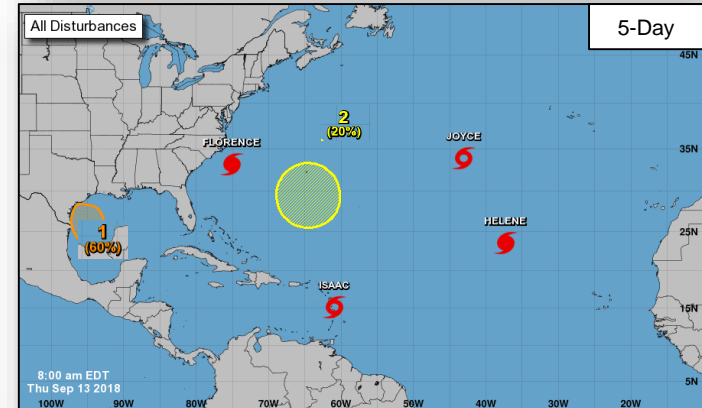 All Disturbances
5-Day
45N
2
(20%)
FLORENCE
JOYCE
35N
HELENE
1
(60%)
25N
ISAAC
15N
8:00 am EDT
Thu Sep 13 2018
5N
100W 90W 80W 70W 60W 50W 40W 30W 20W